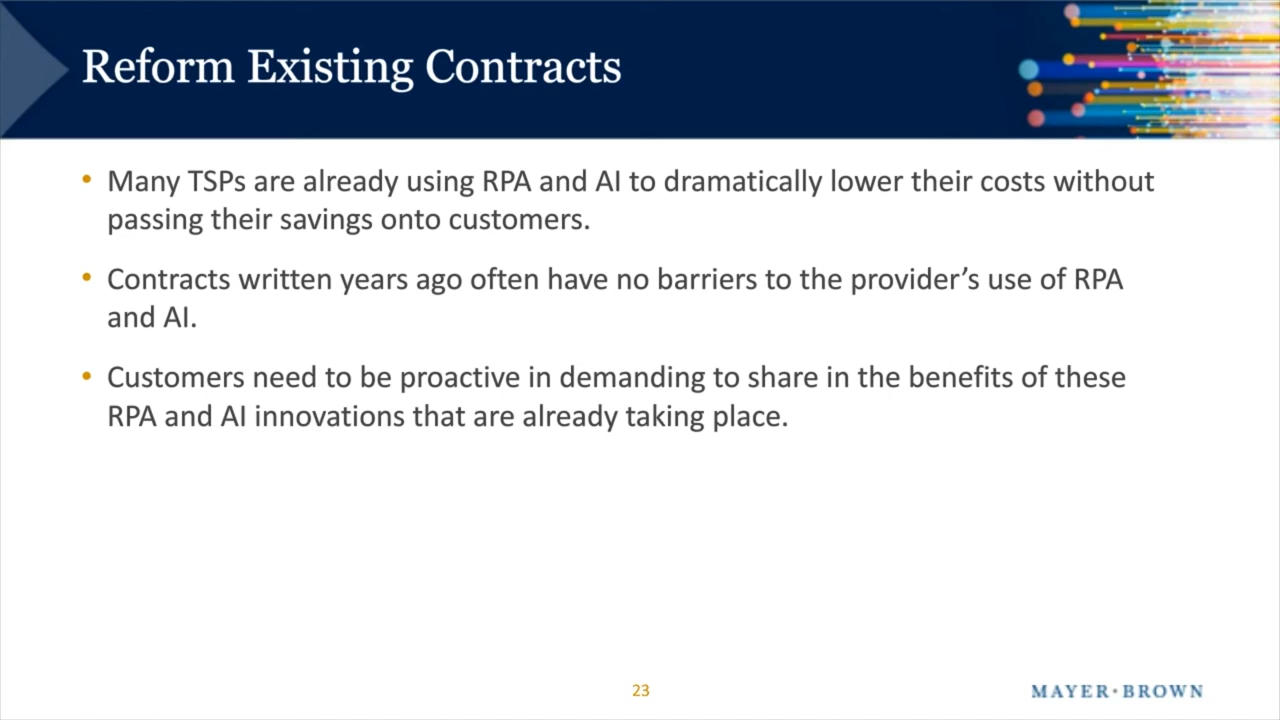 Reform Existing Contracts
• Many TSPs are already using RPA and AI to dramatically lower their costs without
passing their savings onto customers.
• Contracts written years ago often have no barriers to the provider’s use of RPA
and AI.
• Customers need to be proactive in demanding to share in the benefits of these
RPA and AI innovations that are already taking place.
23
MAYER • BROWN